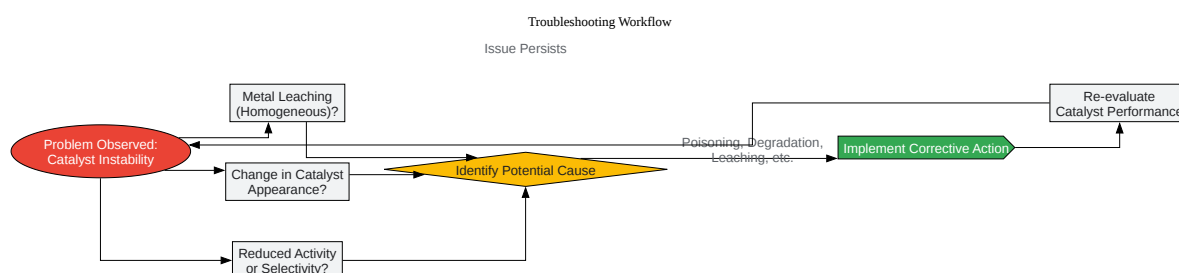 Troubleshooting Workflow
Issue Persists
Metal Leaching
(Homogeneous)?
Re-evaluate
Catalyst Performance
Problem Observed:
Catalyst Instability
Poisoning, Degradation,
Leaching, etc.
Implement Corrective Action
Change in Catalyst
Appearance?
Identify Potential Cause
Reduced Activity
or Selectivity?